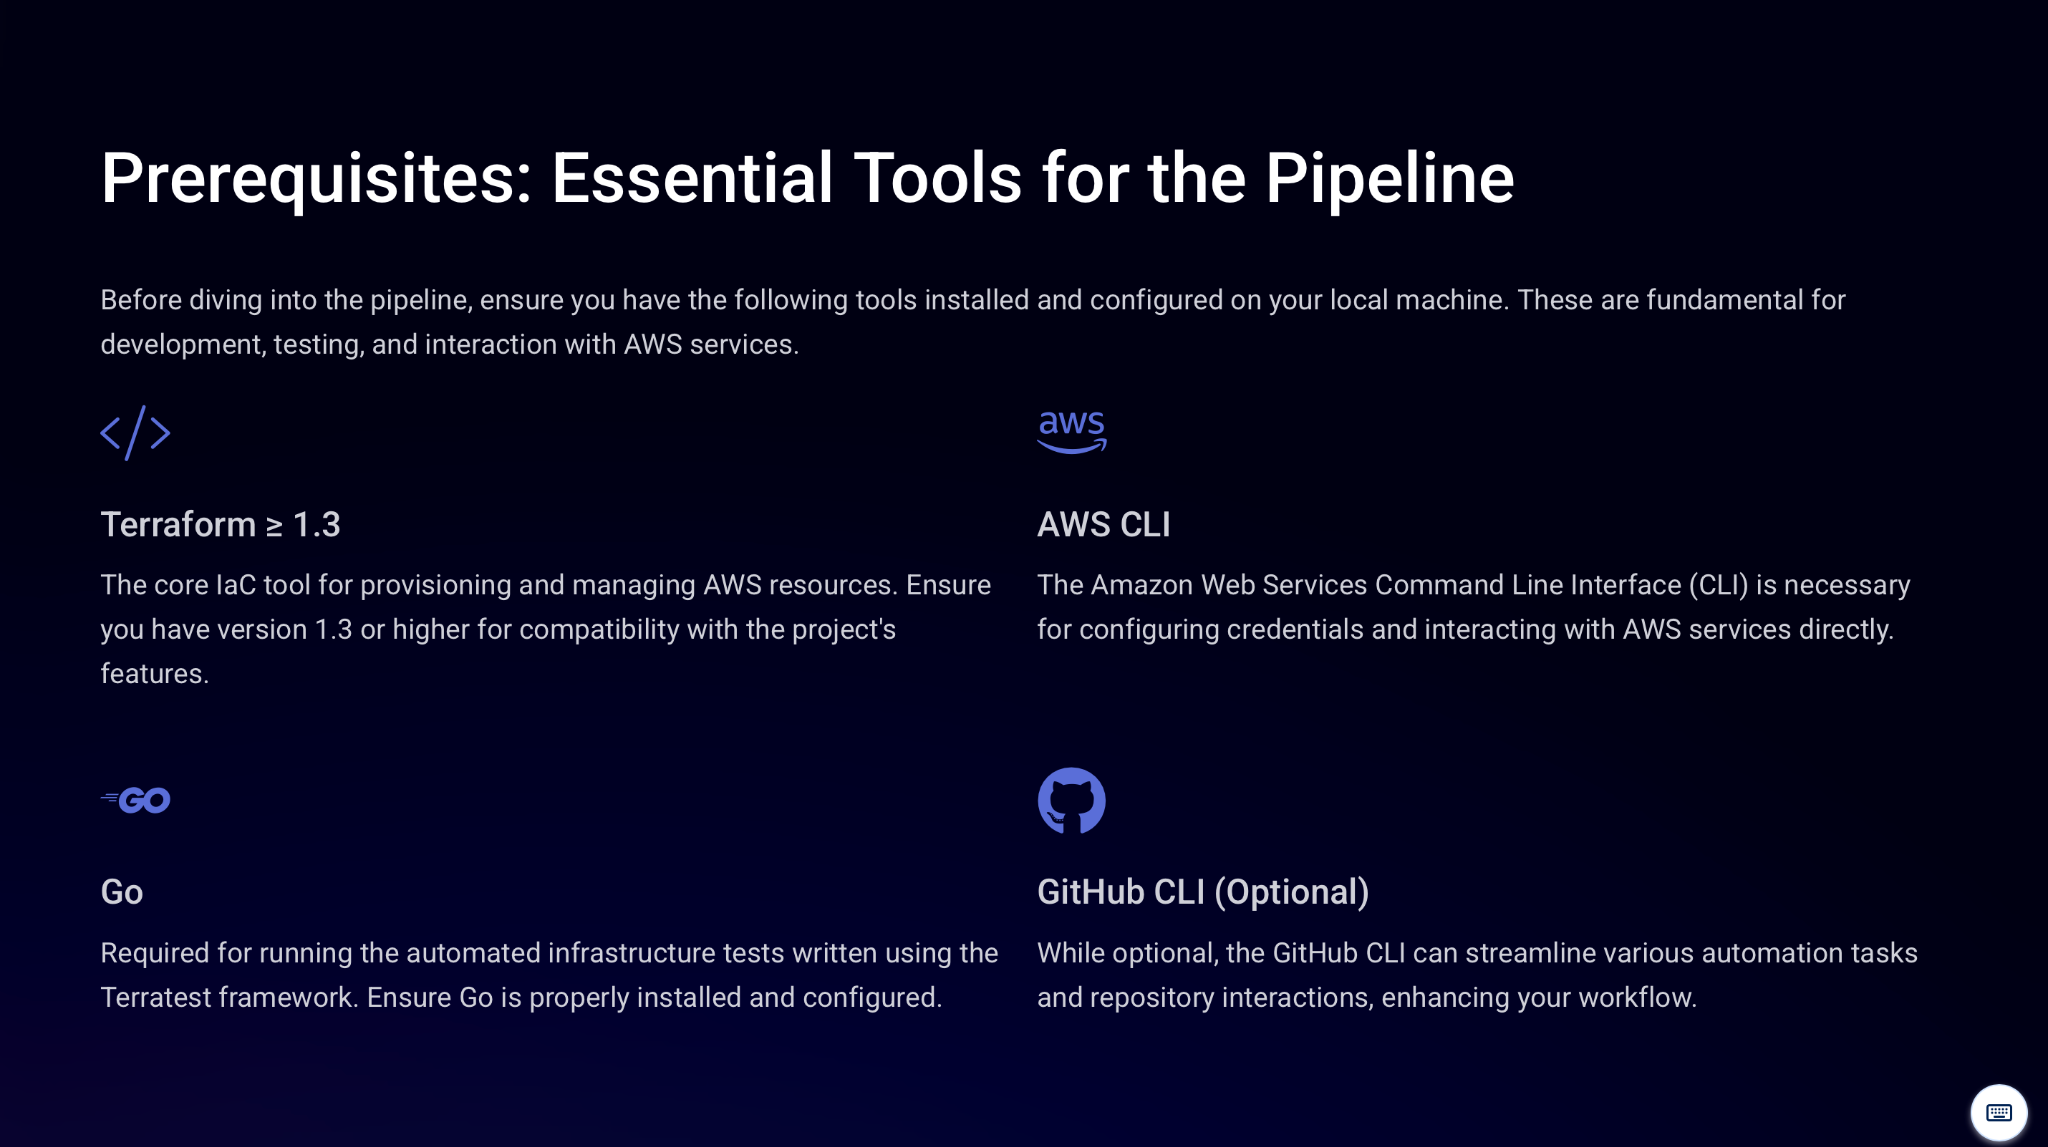 Prerequisites: Essential Tools for the Pipeline
Before diving into the pipeline, ensure you have the following tools installed and configured on your local machine. These are fundamental for
development, testing, and interaction with AWS services.
aws
Terraform ≥ 1.3
The core IaC tool for provisioning and managing AWS resources. Ensure
you have version 1.3 or higher for compatibility with the project's
features.
AWS CLI
The Amazon Web Services Command Line Interface (CLI) is necessary
for configuring credentials and interacting with AWS services directly.
GO
Go
Required for running the automated infrastructure tests written using the
Terratest framework. Ensure Go is properly installed and configured.
GitHub CLI (Optional)
While optional, the GitHub CLI can streamline various automation tasks
and repository interactions, enhancing your workflow.